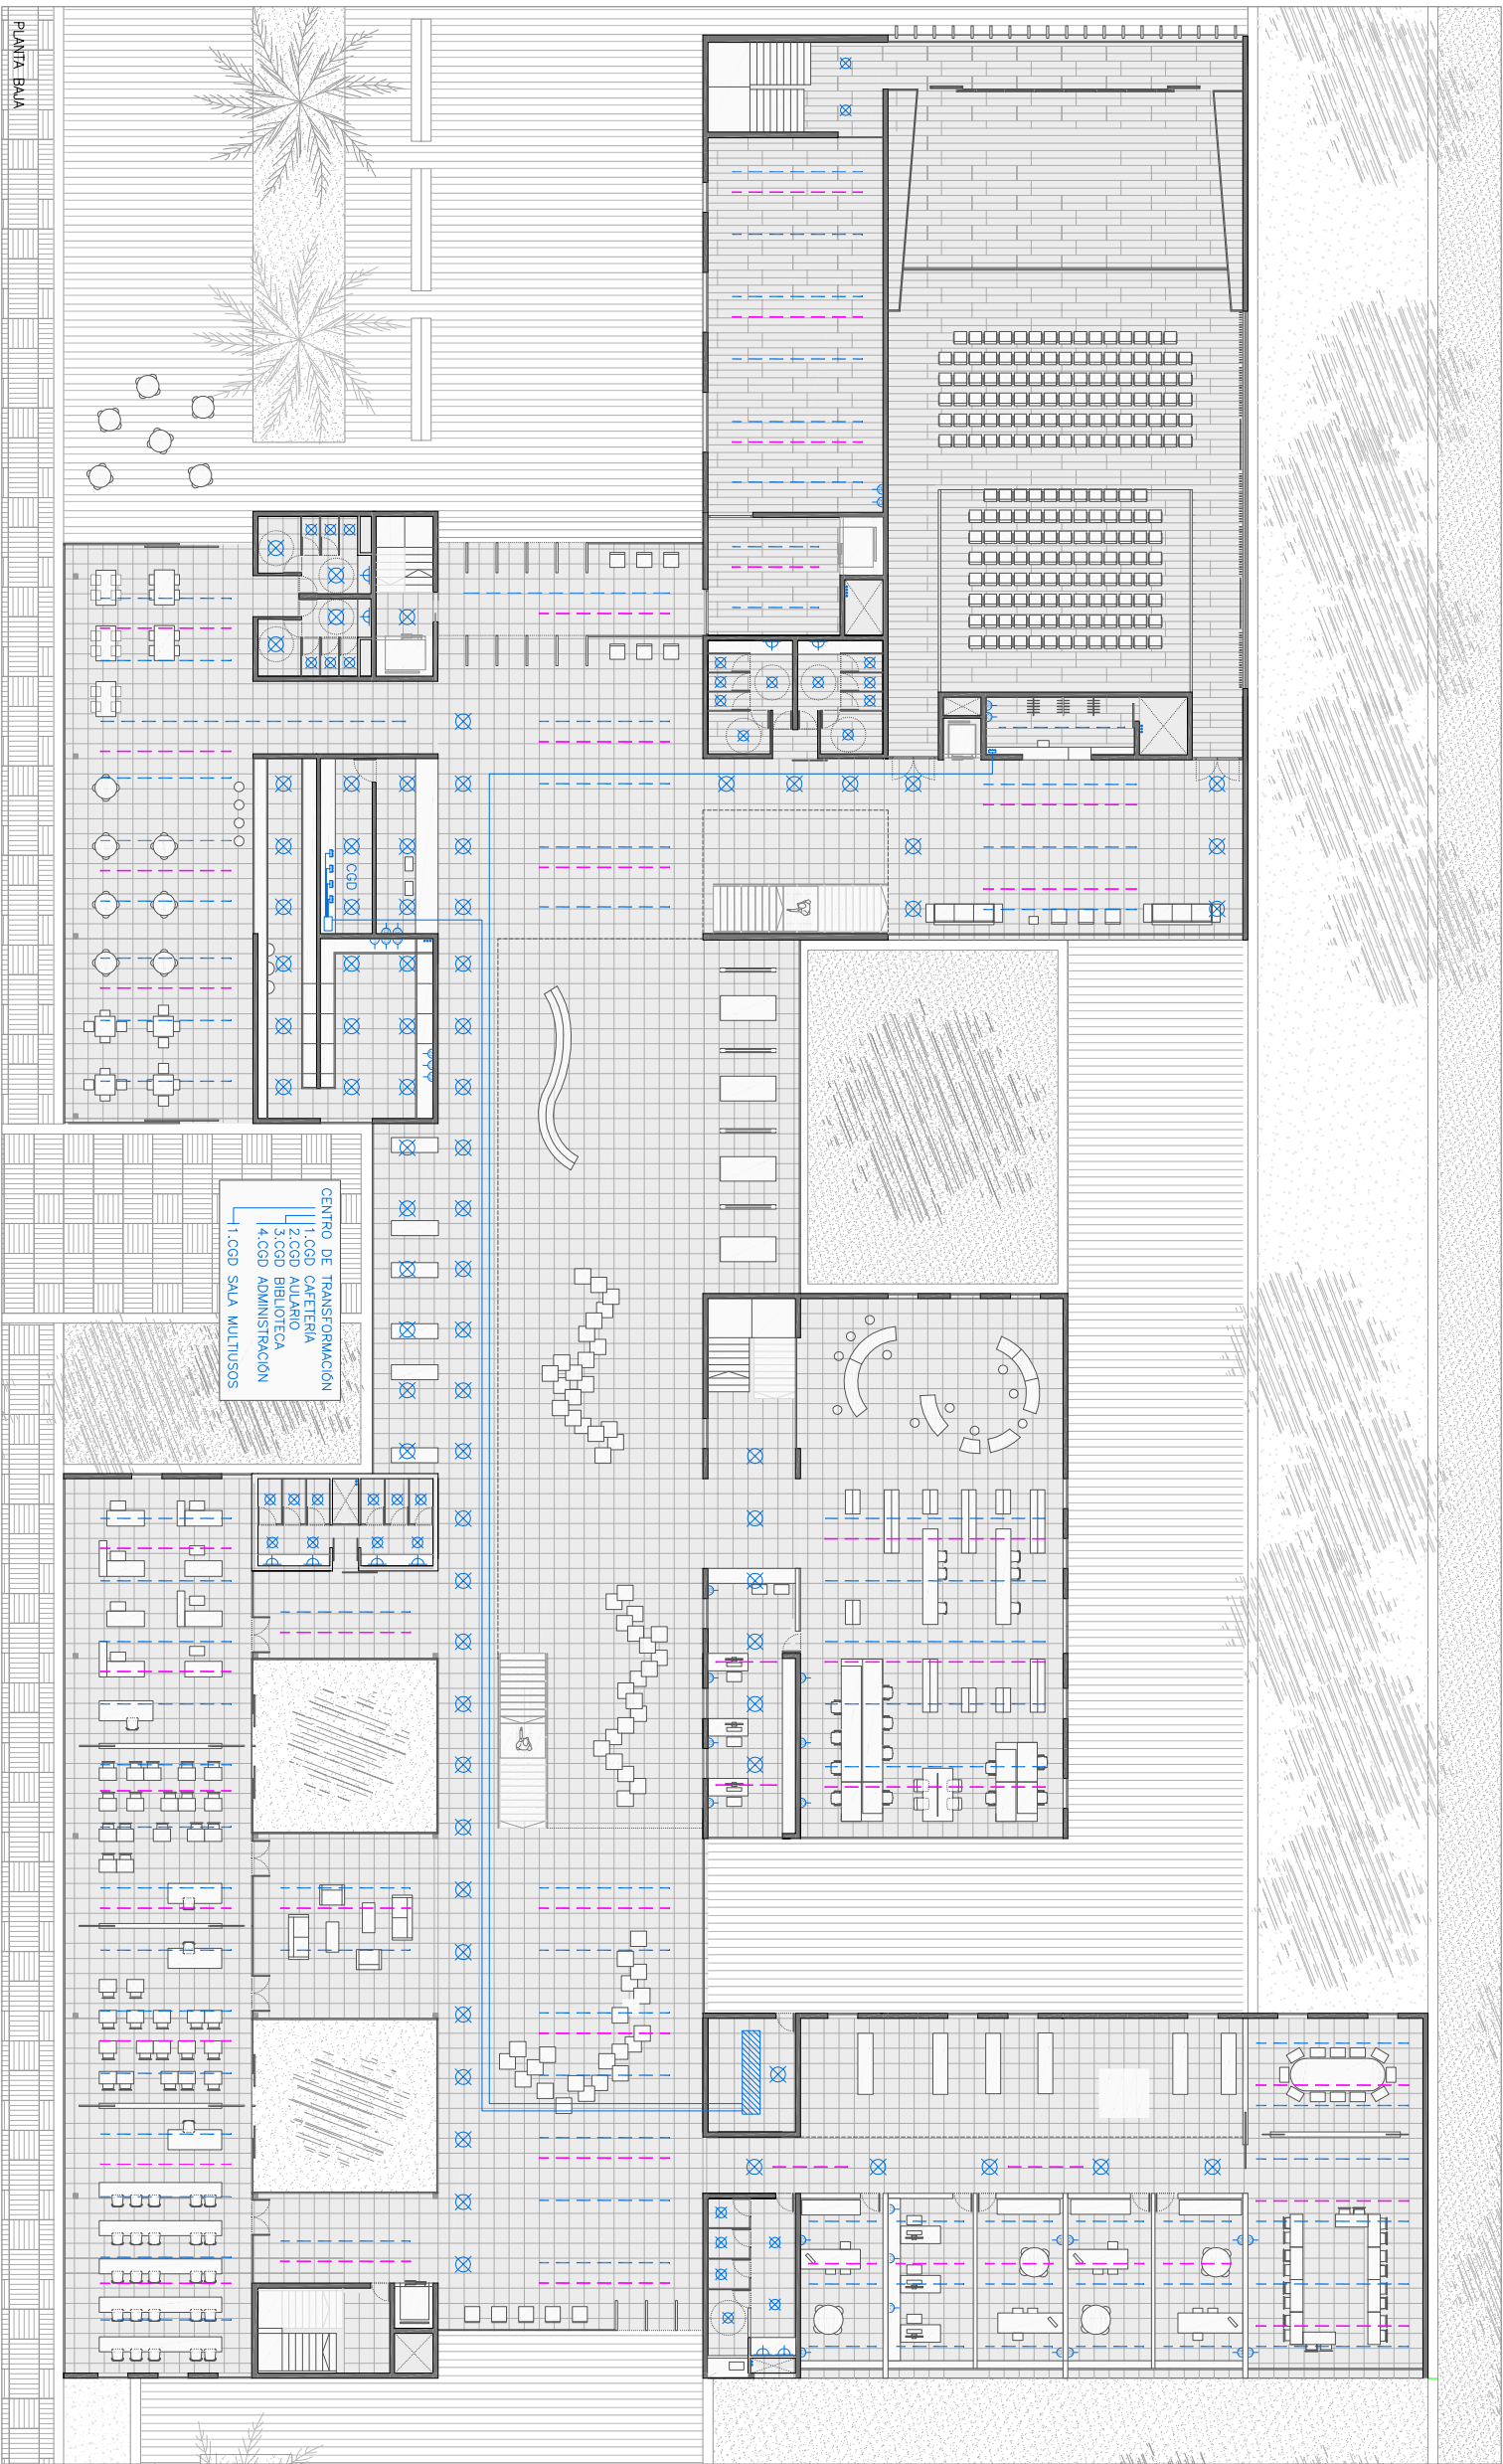 PLANTA BAJA
CGD
CENTRO DE TRANSFORMACIÓN
1.CGD CAFETERÍA
2.CGD AULARIO
3.CGD BIBLIOTECA
4.CGD ADMINISTRACIÓN
1.CGD SALA MULTIUSOS